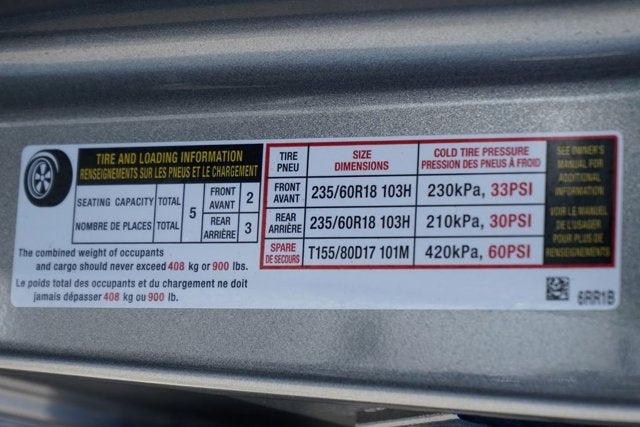 TIRE AND LOADING INFORMATION
RENSEIGNEMENTS SUR LES PNEUS ET LE CHARGEMENT
SEATING CAPACITY TOTAL 5 FRONT AVANT 2
NOMBRE DE PLACES TOTAL REAR ARRIÈRE 3
The combined weight of occupants
and cargo should never exceed 408 kg or 900 lbs.
Le poids total des occupants et du chargement ne doit
jamais dépasser 408 kg ou 900 lb.
TIRE PNEU SIZE DIMENSIONS COLD TIRE PRESSURE PRESSION DES PNEUS À FROID
FRONT AVANT 235/60R18 103H 230kPa, 33PSI
REAR ARRIÈRE 235/60R18 103H 210kPa, 30PSI
SPARE DE SECOURS T155/80D17 101M 420kPa, 60PSI
SEE OWNER'S
MANUAL FOR
ADDITIONAL
INFORMATION
VOIR LE MANUEL
DE L'USAGER
POUR PLUS DE
RENSEIGNEMENTS
6RR1B